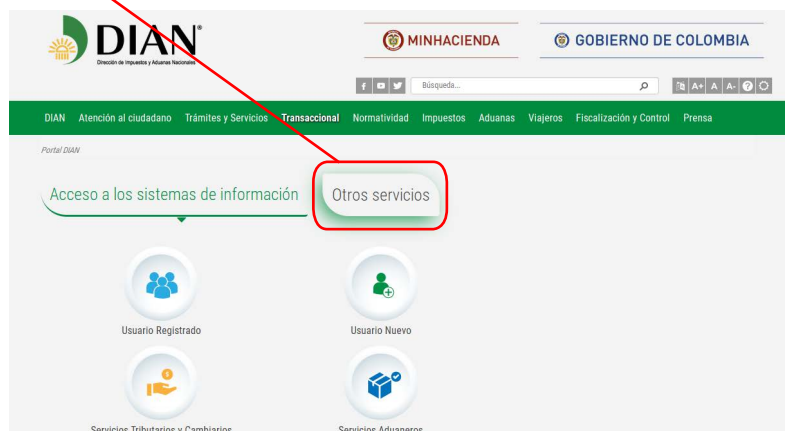 DIAN
Dirección de Impuestos y Aduanas Nacionales
MINHACIENDA
GOBIERNO DE COLOMBIA
Búsqueda...
A+ A A-
DIAN Atención al ciudadano Trámites y Servicios Transaccional Normatividad Impuestos Aduanas Viajeros Fiscalización y Control Prensa
Portal DIAN
Acceso a los sistemas de información Otros servicios
Usuario Registrado Usuario Nuevo
Servicios Tributarios y Cambiarios Servicios Aduaneros